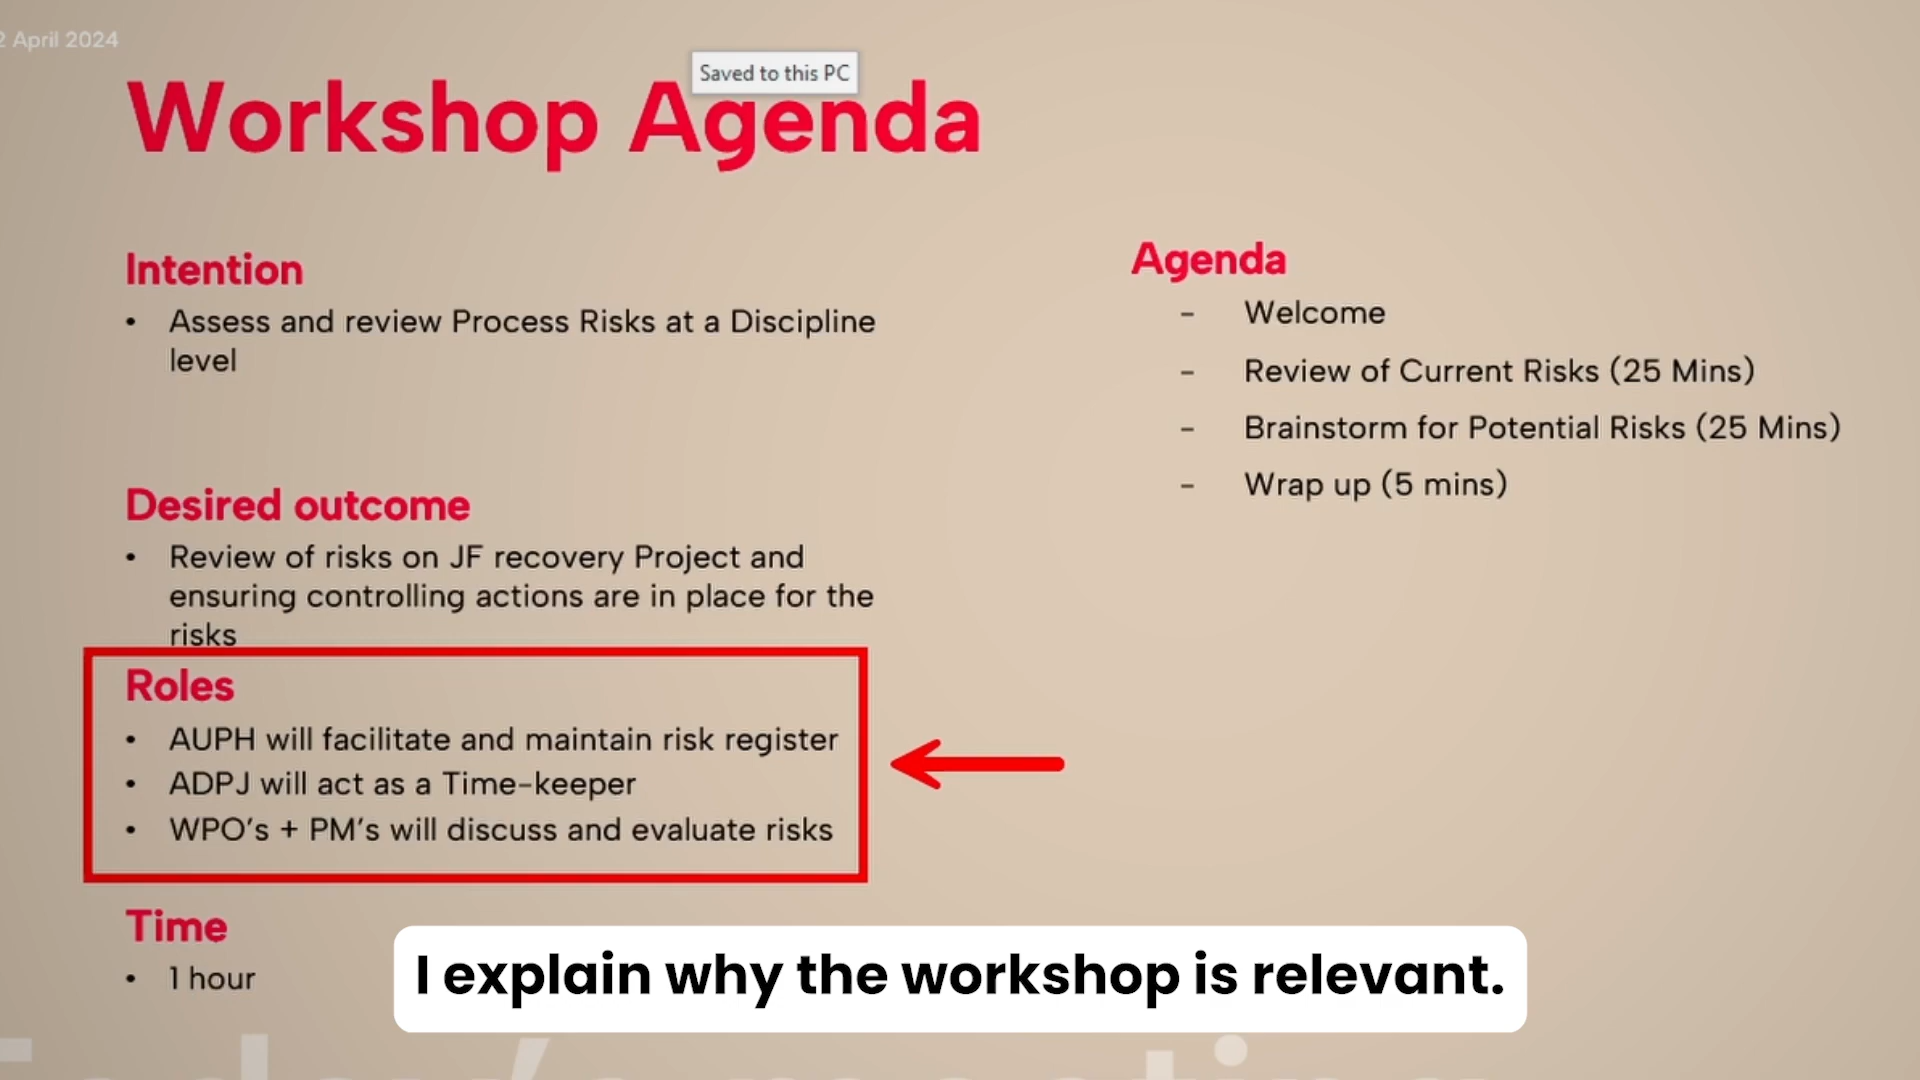 2 April 2024
Saved to this PC
Workshop Agenda
Intention
• Assess and review Process Risks at a Discipline
level
Desired outcome
• Review of risks on JF recovery Project and
ensuring controlling actions are in place for the
risks
Roles
• AUPH will facilitate and maintain risk register
• ADPJ will act as a Time-keeper
• WPO's + PM's will discuss and evaluate risks
Time
• 1 hour
Agenda
- Welcome
- Review of Current Risks (25 Mins)
- Brainstorm for Potential Risks (25 Mins)
- Wrap up (5 mins)
I explain why the workshop is relevant.